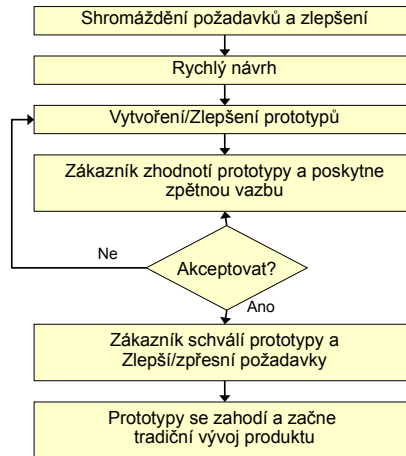 Shromáždění požadavků a zlepšení
Rychlý návrh
Vytvoření/Zlepšení prototypů
Zákazník zhodnotí prototypy a poskytne
zpětnou vazbu
Ne
Akceptovat?
Ano
Zákazník schválí prototypy a
Zlepší/zpřesní požadavky
Prototypy se zahodí a začne
tradiční vývoj produktu